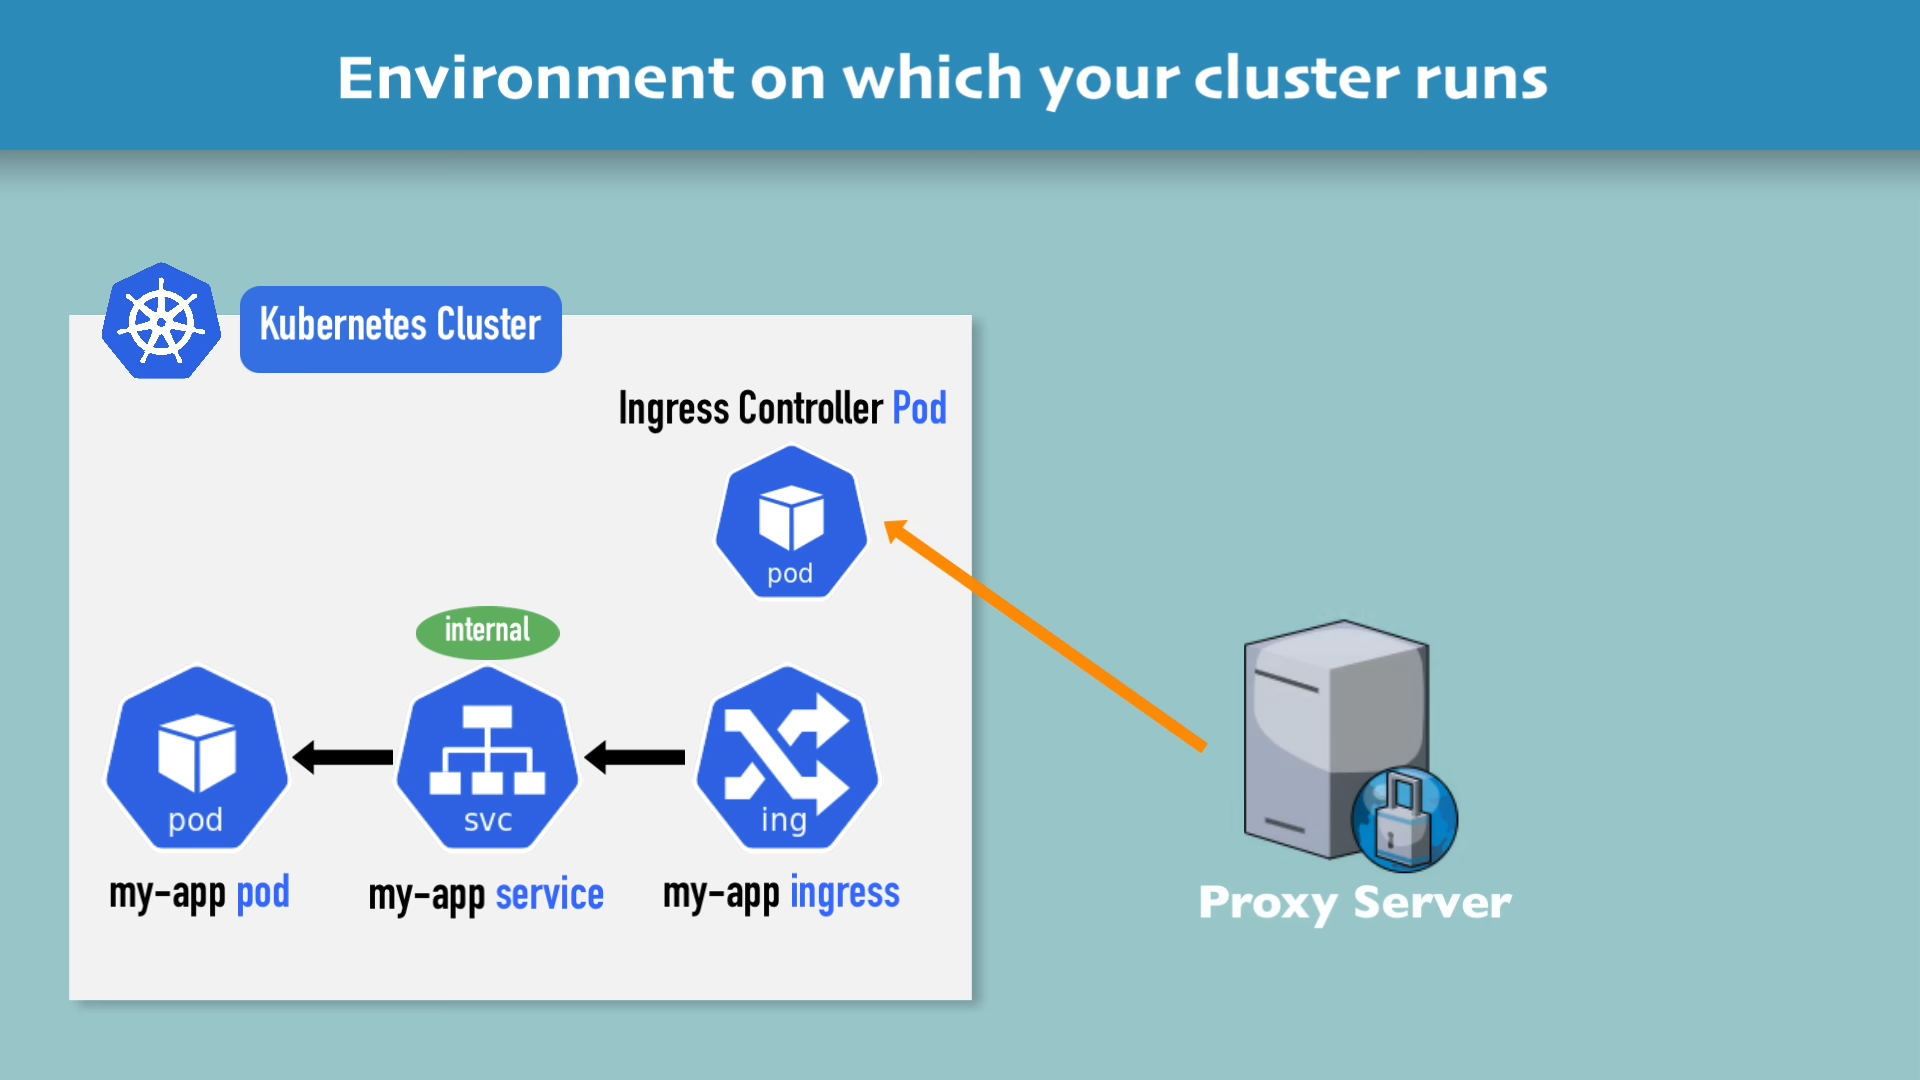 Environment on which your cluster runs
Kubernetes Cluster
Ingress Controller Pod
pod
internal
pod
svc
ing
my-app pod
my-app service
my-app ingress
Proxy Server